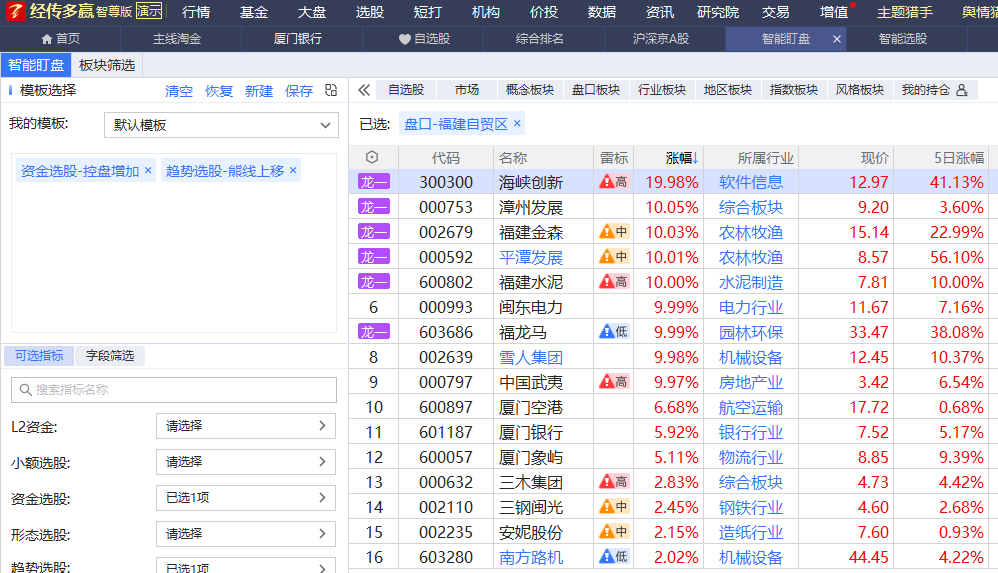 经传多赢 智尊版 演示 行情 基金 大盘 选股 短打 机构 价投 数据 资讯 研究院 交易 增值 主题猎手 舆情猎
首页 主线淘金 厦门银行 自选股 综合排名 沪深京A股 智能盯盘 × 智能选股
智能盯盘 板块筛选
模板选择 清空 恢复 新建 保存
我的模板: 默认模板
资金选股-控盘增加 × 趋势选股-能线上移 ×
可选指标 字段筛选
搜索指标名称
L2资金: 请选择
小额选股: 请选择
资金选股: 已选1项
形态选股: 请选择
趋势选股: 已选1项
自选股 市场 概念板块 盘口板块 行业板块 地区板块 指数板块 风格板块 我的持仓
已选: 盘口-福建自贸区 ×
代码 名称 雷标 涨幅↓ 所属行业 现价 5日涨幅
龙一 300300 海峡创新 高 19.98% 软件信息 12.97 41.13%
龙一 000753 漳州发展 10.05% 综合板块 9.20 3.60%
龙一 002679 福建金森 中 10.03% 农林牧渔 15.14 22.99%
龙一 000592 平潭发展 中 10.01% 农林牧渔 8.57 56.10%
龙一 600802 福建水泥 高 10.00% 水泥制造 7.81 10.00%
6 000993 闽东电力 9.99% 电力行业 11.67 7.16%
龙一 603686 福龙马 低 9.99% 园林环保 33.47 38.08%
8 002639 雪人集团 9.98% 机械设备 12.45 10.37%
9 000797 中国武夷 高 9.97% 房地产业 3.42 6.54%
10 600897 厦门空港 6.68% 航空运输 17.72 0.68%
11 601187 厦门银行 5.92% 银行行业 7.52 5.17%
12 600057 厦门象屿 5.11% 物流行业 8.85 9.39%
13 000632 三木集团 高 2.83% 综合板块 4.73 4.42%
14 002110 三钢闽光 中 2.45% 钢铁行业 4.60 2.68%
15 002235 安妮股份 中 2.15% 造纸行业 7.60 0.93%
16 603280 南方路机 低 2.02% 机械设备 44.45 4.22%